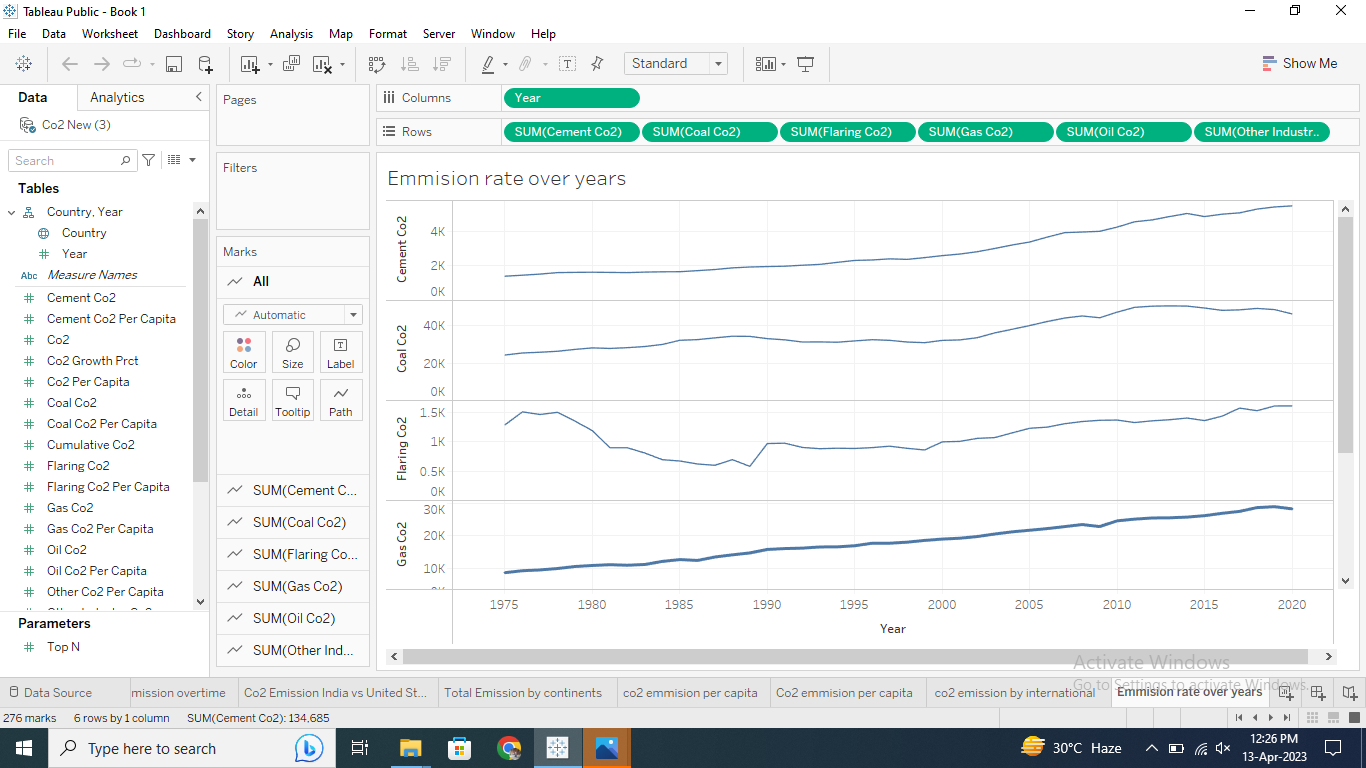 Tableau Public - Book 1
File Data Worksheet Dashboard Story Analysis Map Format Server Window Help
Standard
Show Me
Data Analytics
Co2 New (3)
Search
Tables
Country, Year
Country
Year
Abc Measure Names
Cement Co2
Cement Co2 Per Capita
Co2
Co2 Growth Prct
Co2 Per Capita
Coal Co2
Coal Co2 Per Capita
Cumulative Co2
Flaring Co2
Flaring Co2 Per Capita
Gas Co2
Gas Co2 Per Capita
Oil Co2
Oil Co2 Per Capita
Other Co2 Per Capita
Parameters
Top N
Pages
Filters
Marks
All
Automatic
Color Size Label
Detail Tooltip Path
SUM(Cement C...
SUM(Coal Co2)
SUM(Flaring Co...
SUM(Gas Co2)
SUM(Oil Co2)
SUM(Other Ind...
Columns Year
Rows SUM(Cement Co2) SUM(Coal Co2) SUM(Flaring Co2) SUM(Gas Co2) SUM(Oil Co2) SUM(Other Industr..
Emmision rate over years
Cement Co2
4K
2K
0K
Coal Co2
40K
20K
0K
Flaring Co2
1.5K
1K
0.5K
0K
Gas Co2
30K
20K
10K
1975 1980 1985 1990 1995 2000 2005 2010 2015 2020
Year
Activate Windows
Go to Settings to activate Windows.
Data Source mission overtime Co2 Emission India vs United St... Total Emission by continents co2 emmision per capita Co2 emmision per capita co2 emission by international Emmision rate over years
276 marks 6 rows by 1 column SUM(Cement Co2): 134,685
Type here to search
30°C Haze
12:26 PM
13-Apr-2023